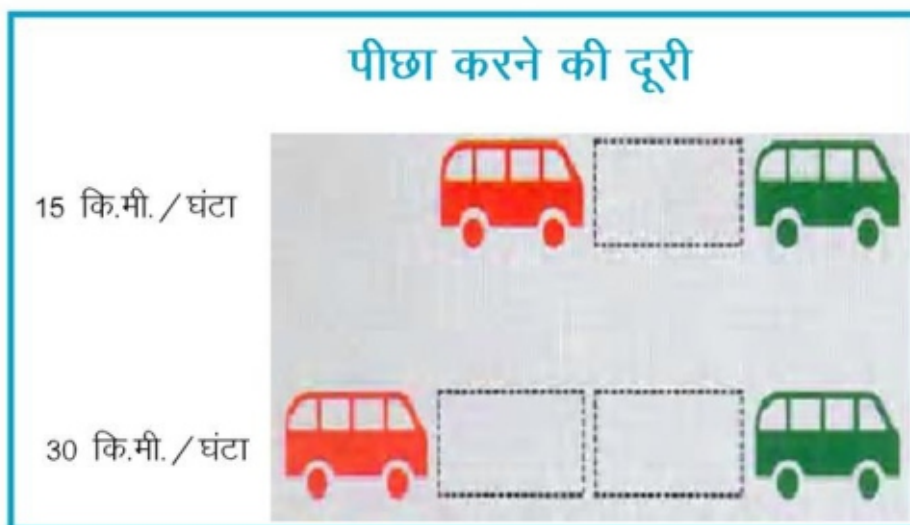 पीछा करने की दूरी
15 कि.मी. / घंटा
30 कि.मी. / घंटा